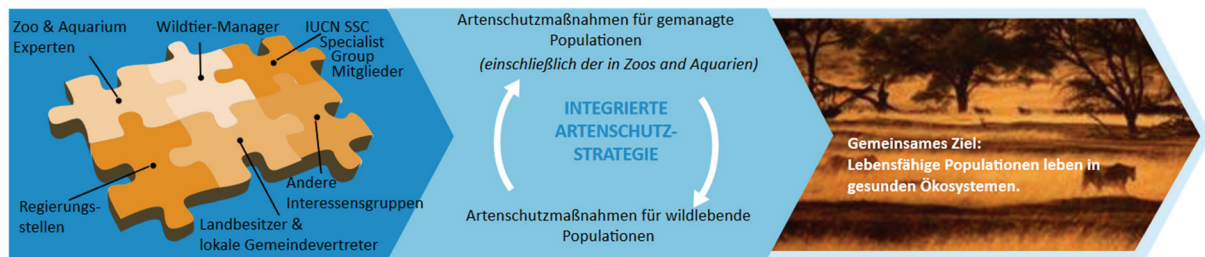 Zoo & Aquarium
Experten
Wildtier-Manager
IUCN SSC
Specialist
Group
Mitglieder
Regierungs-
stellen
Landbesitzer &
lokale Gemeindevertreter
Andere
Interessensgruppen
Artenschutzmaßnahmen für gemanagte
Populationen
(einschließlich der in Zoos and Aquarien)
INTEGRIERTE
ARTENSCHUTZ-
STRATEGIE
Artenschutzmaßnahmen für wildlebende
Populationen
Gemeinsames Ziel:
Lebensfähige Populationen leben in
gesunden Ökosystemen.